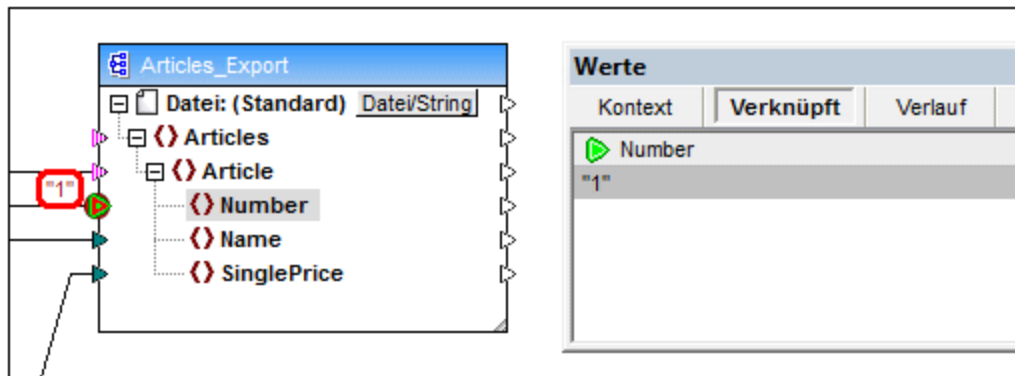 Articles_Export
Datei: (Standard) Datei/String
Articles
Article
"1"
Number
Name
SinglePrice
Werte
Kontext Verknüpft Verlauf
Number
"1"